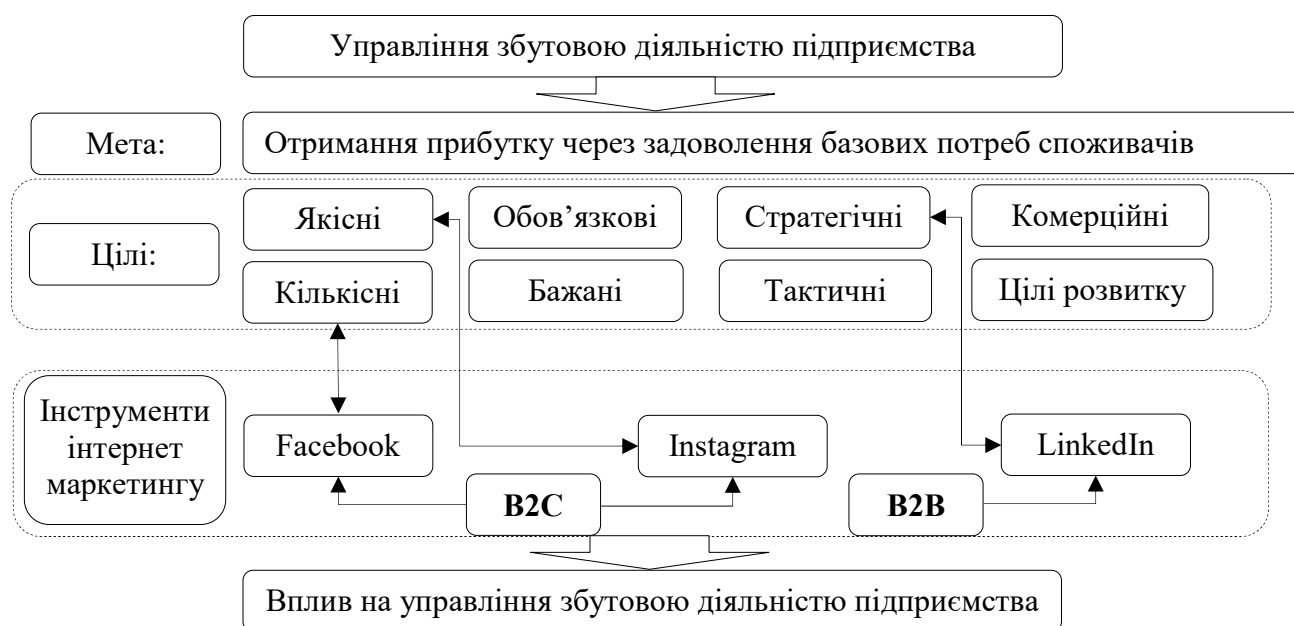 Управління збутовою діяльністю підприємства
Мета:
Отримання прибутку через задоволення базових потреб споживачів
Цілі:
Якісні
Обов’язкові
Стратегічні
Комерційні
Кількісні
Бажані
Тактичні
Цілі розвитку
Інструменти
інтернет
маркетингу
Facebook
Instagram
LinkedIn
B2C
B2B
Вплив на управління збутовою діяльністю підприємства